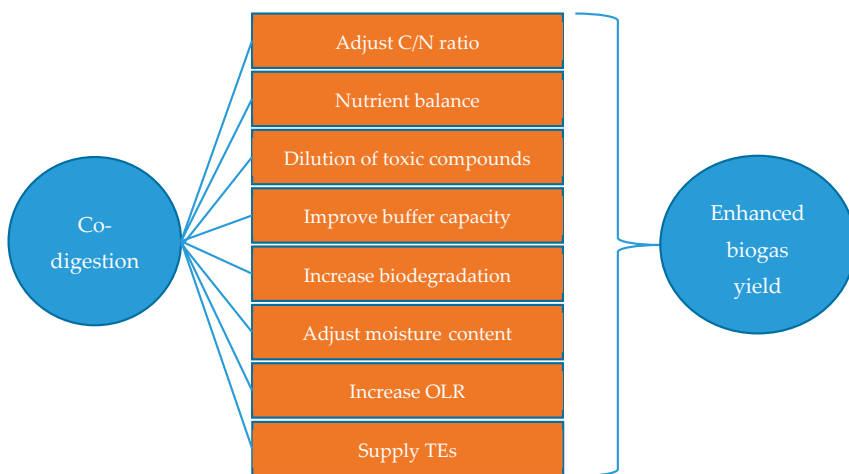 Co-
digestion
Adjust C/N ratio
Nutrient balance
Dilution of toxic compounds
Improve buffer capacity
Increase biodegradation
Adjust moisture content
Increase OLR
Supply TEs
Enhanced
biogas
yield